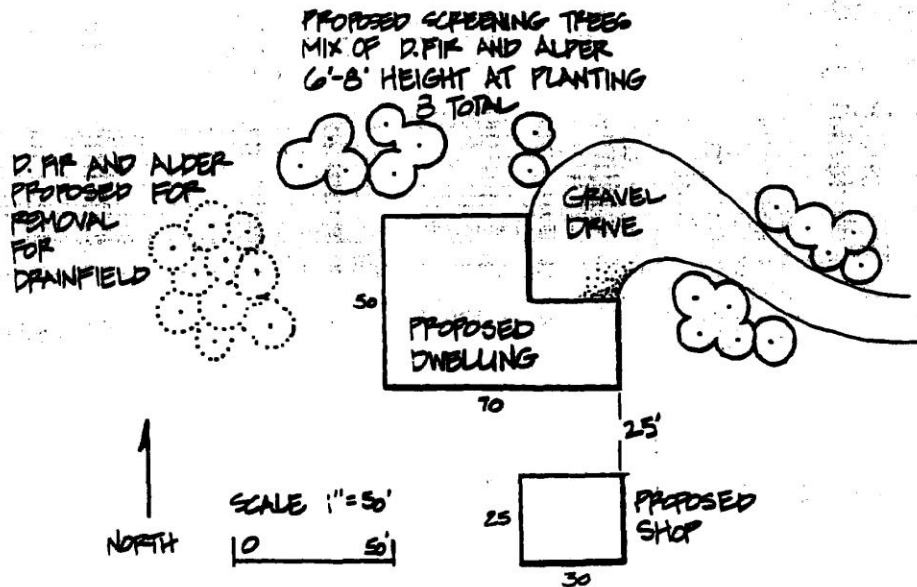 PROPOSED SCREENING TREES
MIX OF D.FIR AND ALDER
6'-8' HEIGHT AT PLANTING
3 TOTAL
D. FIR AND ALDER
PROPOSED FOR
REMOVAL
FOR
DRAINFIELD
GRAVEL
DRIVE
50
PROPOSED
DWELLING
70
25'
SCALE 1"=50'
0 50'
NORTH
25
PROPOSED
SHOP
30